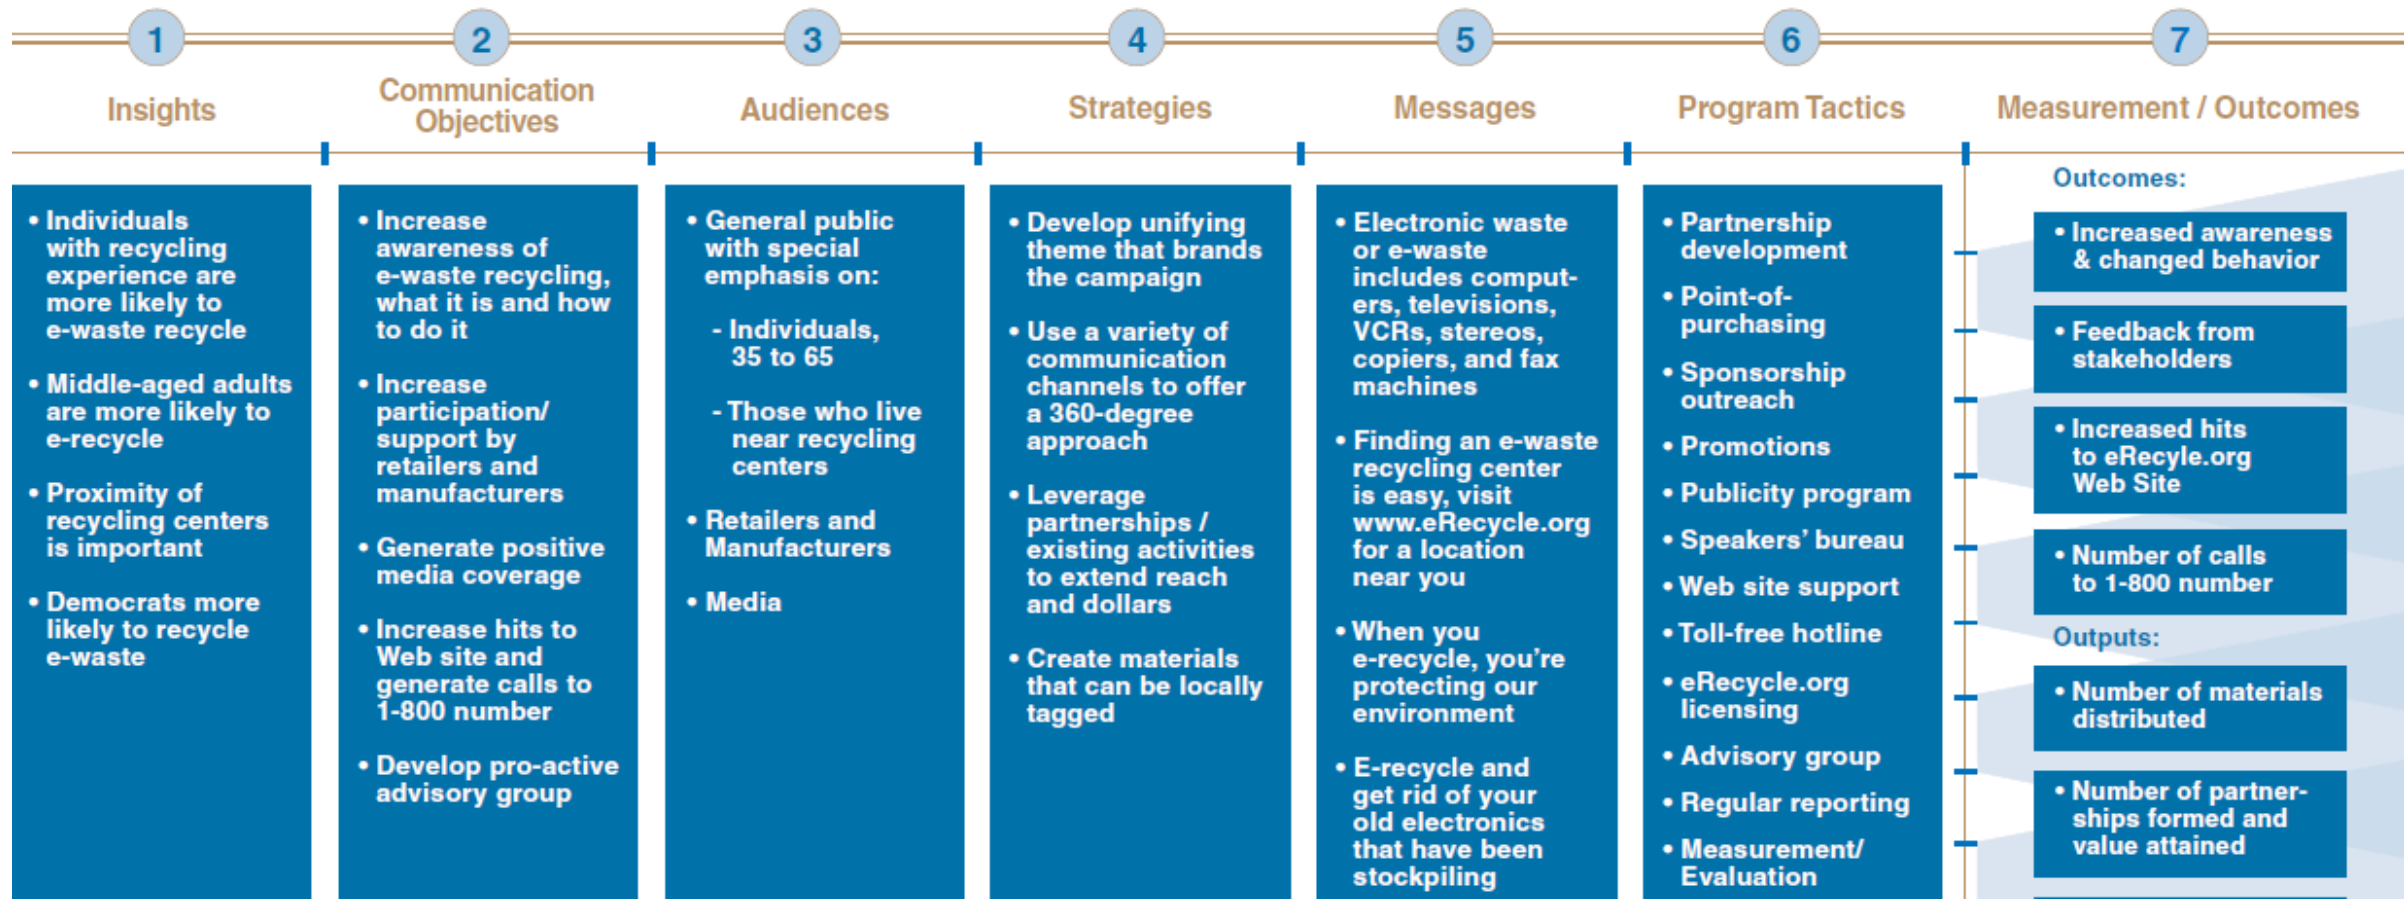 1
2
3
4
5
6
7
Insights
Communication
Objectives
Audiences
Strategies
Messages
Program Tactics
Measurement / Outcomes
• Individuals
with recycling
experience are
more likely to
e-waste recycle
• Middle-aged adults
are more likely to
e-recycle
• Proximity of
recycling centers
is important
• Democrats more
likely to recycle
e-waste
• Increase
awareness of
e-waste recycling,
what it is and how
to do it
• Increase
participation/
support by
retailers and
manufacturers
• Generate positive
media coverage
• Increase hits to
Web site and
generate calls to
1-800 number
• Develop pro-active
advisory group
• General public
with special
emphasis on:
- Individuals,
35 to 65
- Those who live
near recycling
centers
• Retailers and
Manufacturers
• Media
• Develop unifying
theme that brands
the campaign
• Use a variety of
communication
channels to offer
a 360-degree
approach
• Leverage
partnerships /
existing activities
to extend reach
and dollars
• Create materials
that can be locally
tagged
• Electronic waste
or e-waste
includes comput-
ers, televisions,
VCRs, stereos,
copiers, and fax
machines
• Finding an e-waste
recycling center
is easy, visit
www.eRecycle.org
for a location
near you
• When you
e-recycle, you’re
protecting our
environment
• E-recycle and
get rid of your
old electronics
that have been
stockpiling
• Partnership
development
• Point-of-
purchasing
• Sponsorship
outreach
• Promotions
• Publicity program
• Speakers’ bureau
• Web site support
• Toll-free hotline
• eRecycle.org
licensing
• Advisory group
• Regular reporting
• Measurement/
Evaluation
Outcomes:
• Increased awareness
& changed behavior
• Feedback from
stakeholders
• Increased hits
to eRecyle.org
Web Site
• Number of calls
to 1-800 number
Outputs:
• Number of materials
distributed
• Number of partner-
ships formed and
value attained